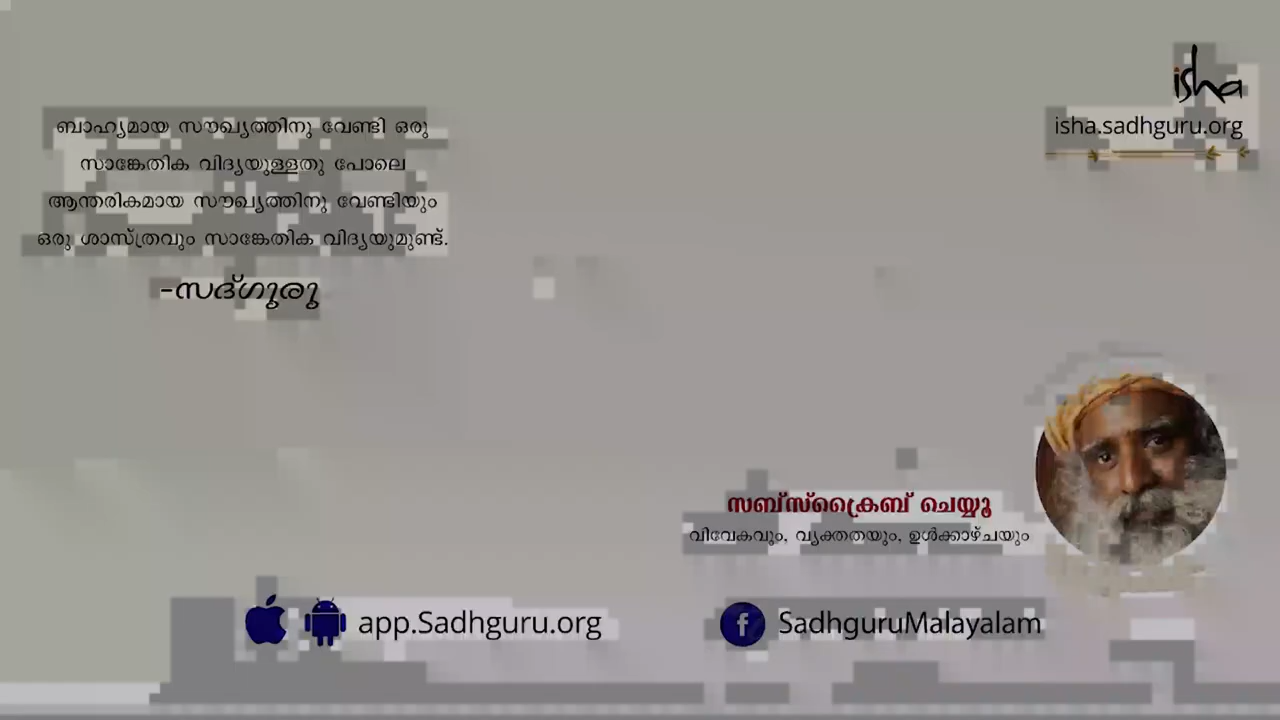 ബാഹ്യമായ സൗഖ്യത്തിനു വേണ്ടി ഒരു
സാങ്കേതിക വിദ്യയുള്ളതു പോലെ
ആന്തരികമായ സൗഖ്യത്തിനു വേണ്ടിയും
ഒരു ശാസ്ത്രവും സാങ്കേതിക വിദ്യയുമുണ്ട്.
-സദ്ഗുരു
isha
isha.sadhguru.org
സബ്സ്ക്രൈബ് ചെയ്യൂ
വിവേകവും, വ്യക്തതയും, ഉൾക്കാഴ്ചയും
app.Sadhguru.org
f SadhguruMalayalam